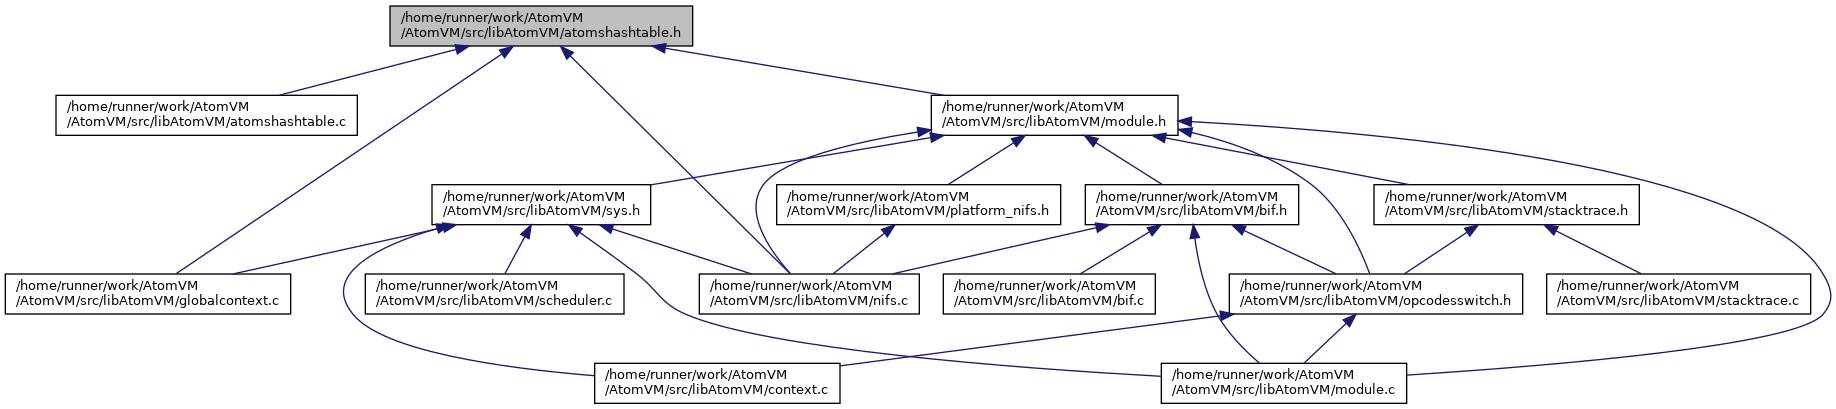 /home/runner/work/AtomVM
/AtomVM/src/libAtomVM/atomshashtable.h
/home/runner/work/AtomVM
/AtomVM/src/libAtomVM/atomshashtable.c
/home/runner/work/AtomVM
/AtomVM/src/libAtomVM/module.h
/home/runner/work/AtomVM
/AtomVM/src/libAtomVM/sys.h
/home/runner/work/AtomVM
/AtomVM/src/libAtomVM/platform_nifs.h
/home/runner/work/AtomVM
/AtomVM/src/libAtomVM/bif.h
/home/runner/work/AtomVM
/AtomVM/src/libAtomVM/stacktrace.h
/home/runner/work/AtomVM
/AtomVM/src/libAtomVM/globalcontext.c
/home/runner/work/AtomVM
/AtomVM/src/libAtomVM/scheduler.c
/home/runner/work/AtomVM
/AtomVM/src/libAtomVM/nifs.c
/home/runner/work/AtomVM
/AtomVM/src/libAtomVM/bif.c
/home/runner/work/AtomVM
/AtomVM/src/libAtomVM/opcodesswitch.h
/home/runner/work/AtomVM
/AtomVM/src/libAtomVM/stacktrace.c
/home/runner/work/AtomVM
/AtomVM/src/libAtomVM/context.c
/home/runner/work/AtomVM
/AtomVM/src/libAtomVM/module.c